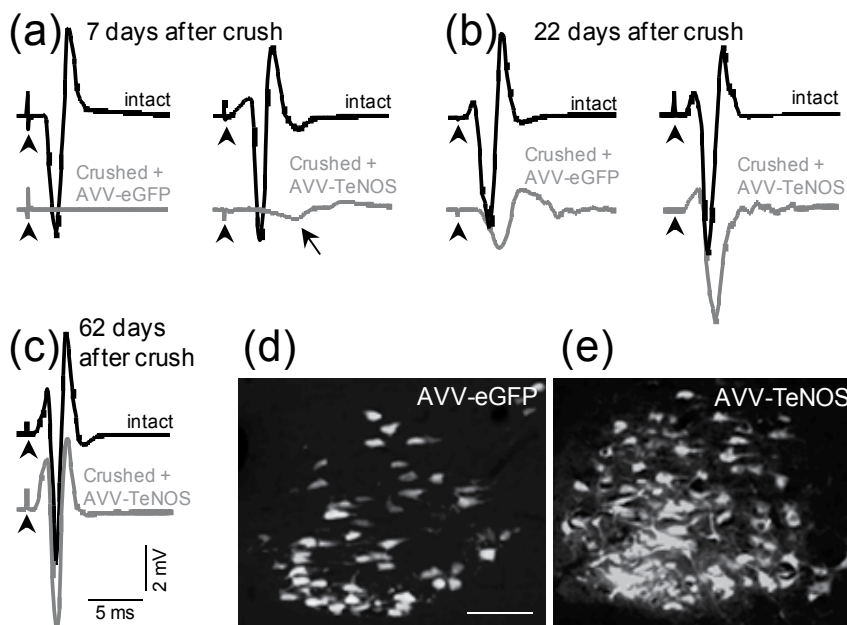 (a) 7 days after crush
intact
Crushed +
AVV-eGFP
intact
Crushed +
AVV-TeNOS
(b) 22 days after crush
intact
Crushed +
AVV-eGFP
intact
Crushed +
AVV-TeNOS
(c) 62 days
after crush
intact
Crushed +
AVV-TeNOS
2 mV
5 ms
(d)
AVV-eGFP
(e)
AVV-TeNOS